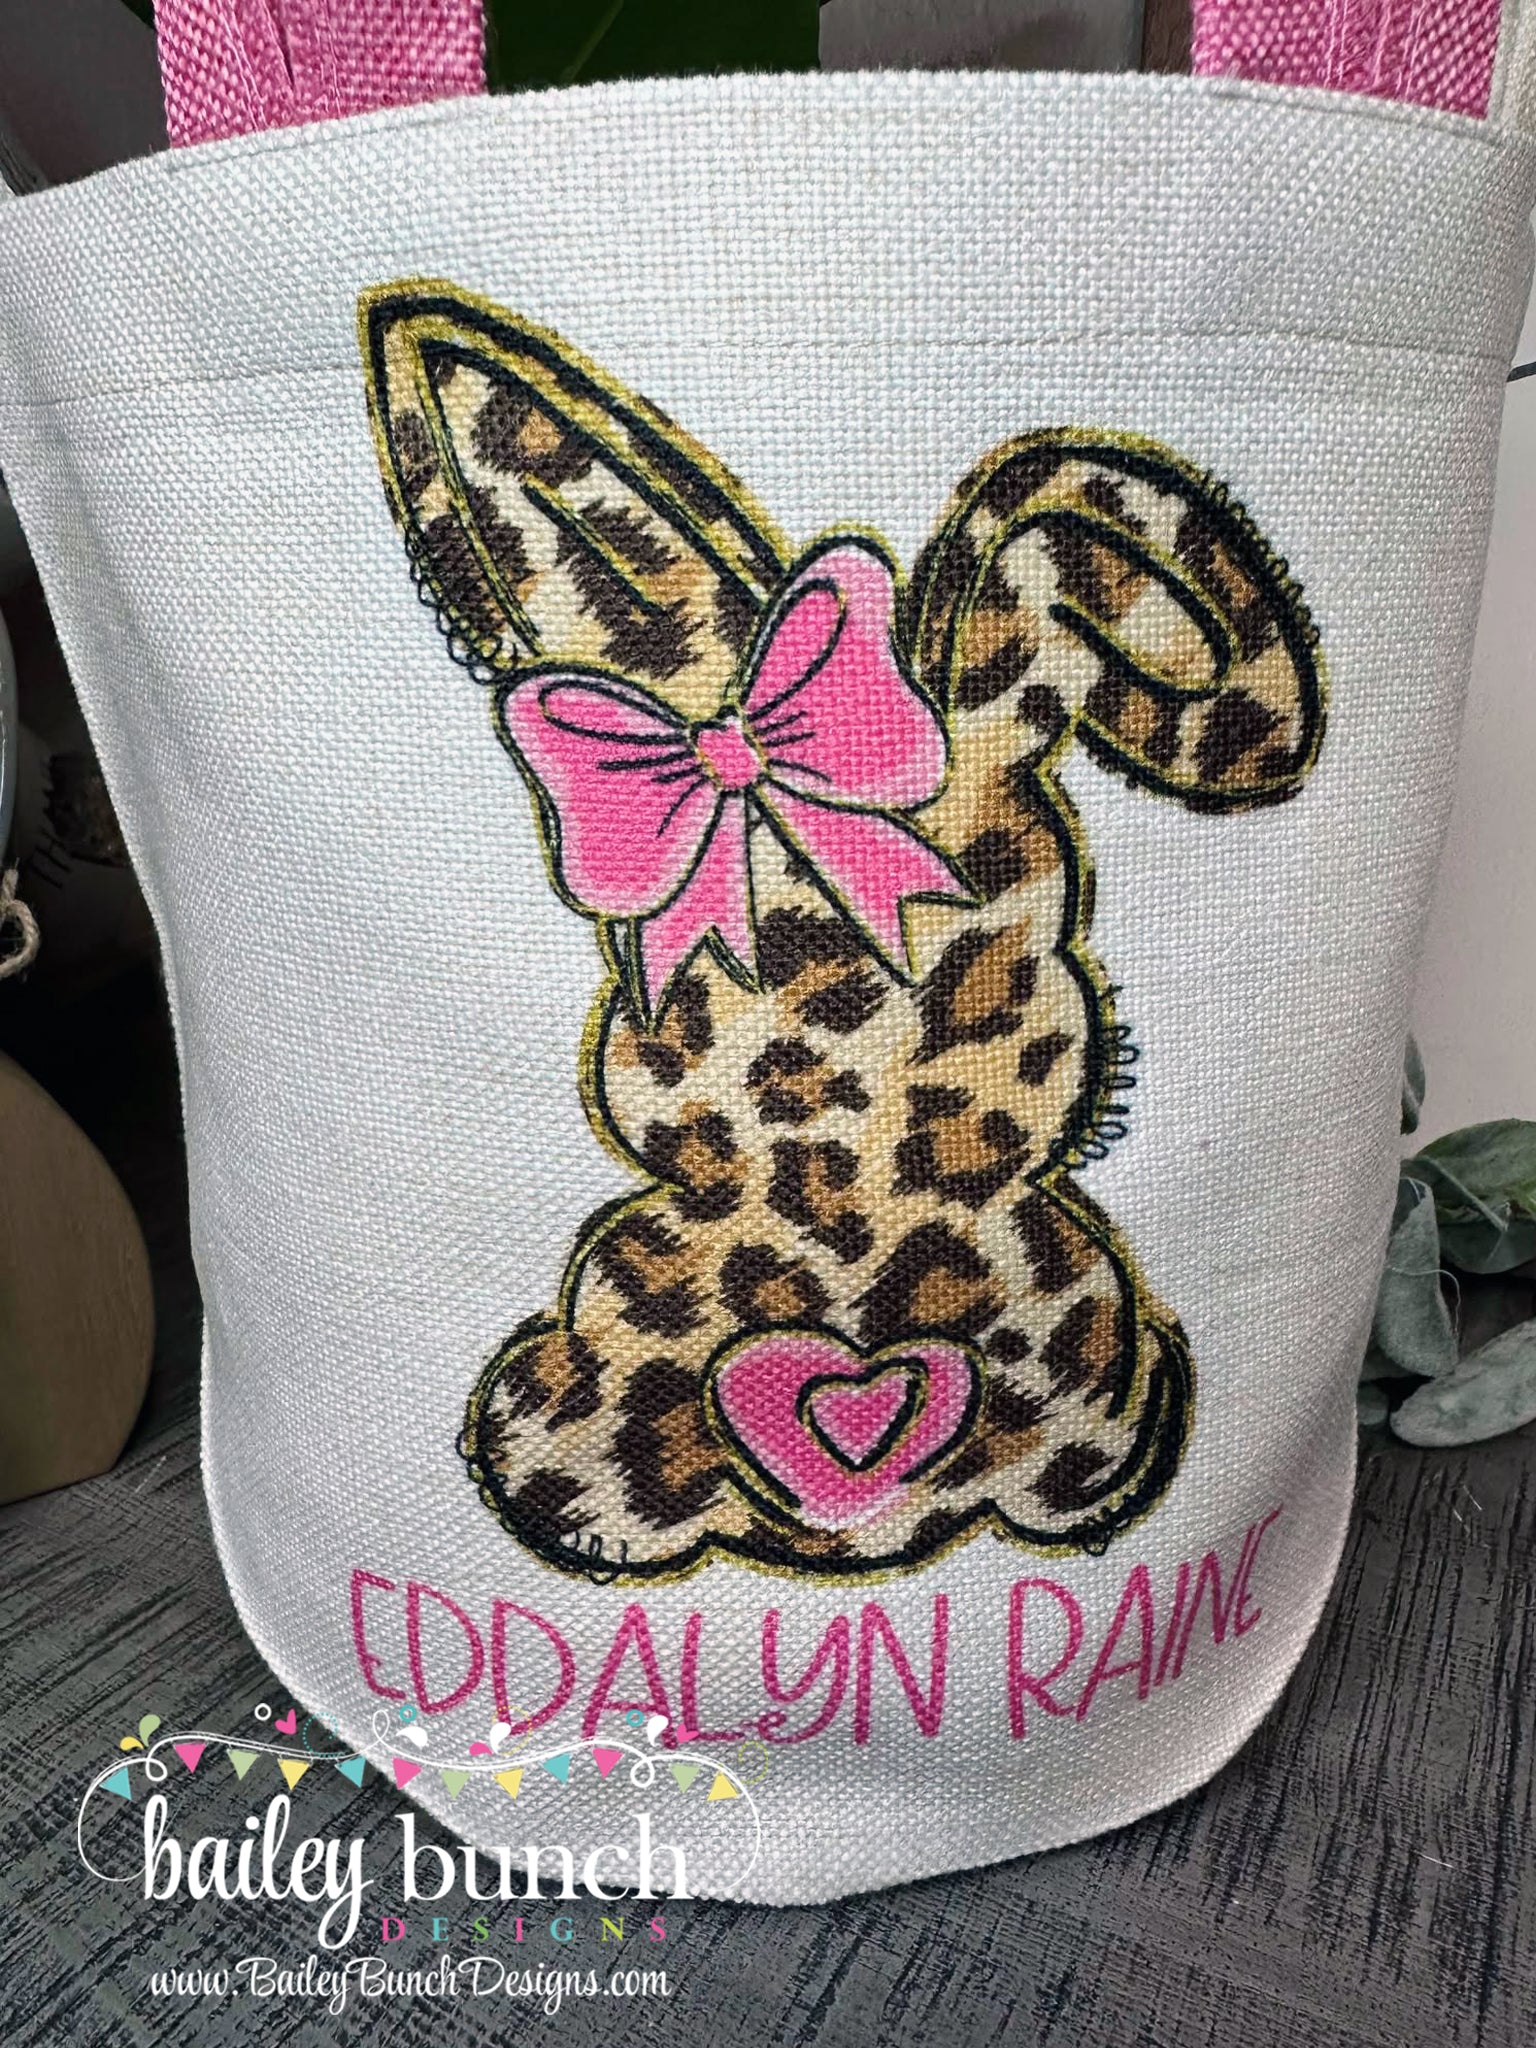 EDDALYN RAINE
bailey bunch
DESIGNS
www.BaileyBunchDesigns.com